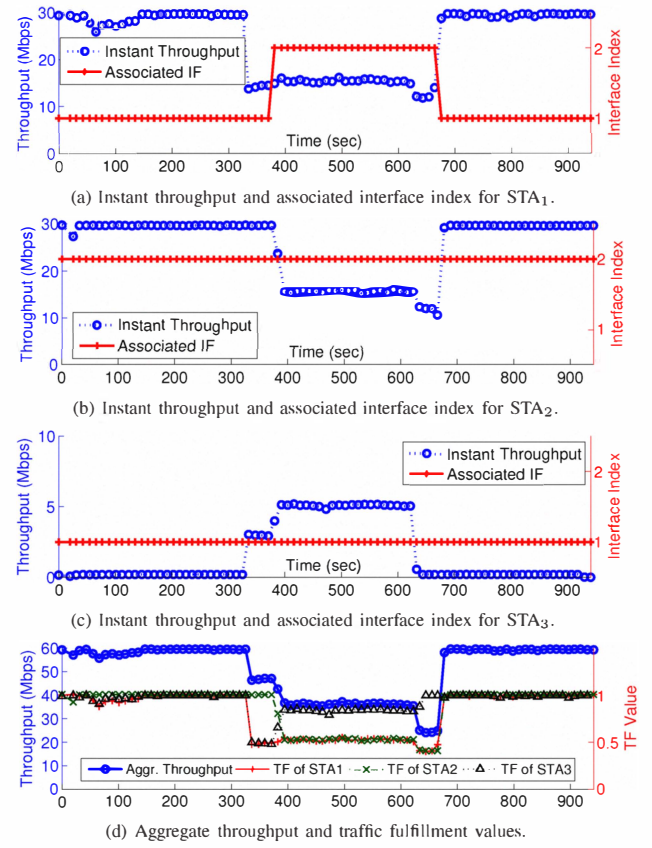 30
20
10
0
Throughput (Mbps)
Instant Throughput
Associated IF
2
1
Interface Index
Time (sec)
0 100 200 300 400 500 600 700 800 900
(a) Instant throughput and associated interface index for STA₁.
30
20
10
0
Throughput (Mbps)
Instant Throughput
Associated IF
2
1
Interface Index
Time (sec)
0 100 200 300 400 500 600 700 800 900
(b) Instant throughput and associated interface index for STA₂.
10
5
0
Throughput (Mbps)
Instant Throughput
Associated IF
2
1
Interface Index
Time (sec)
0 100 200 300 400 500 600 700 800 900
(c) Instant throughput and associated interface index for STA₃.
60
50
40
30
20
10
0
Throughput (Mbps)
1
0.5
0
TF Value
Aggr. Throughput TF of STA1 TF of STA2 TF of STA3
0 100 200 300 400 500 600 700 800 900
(d) Aggregate throughput and traffic fulfillment values.